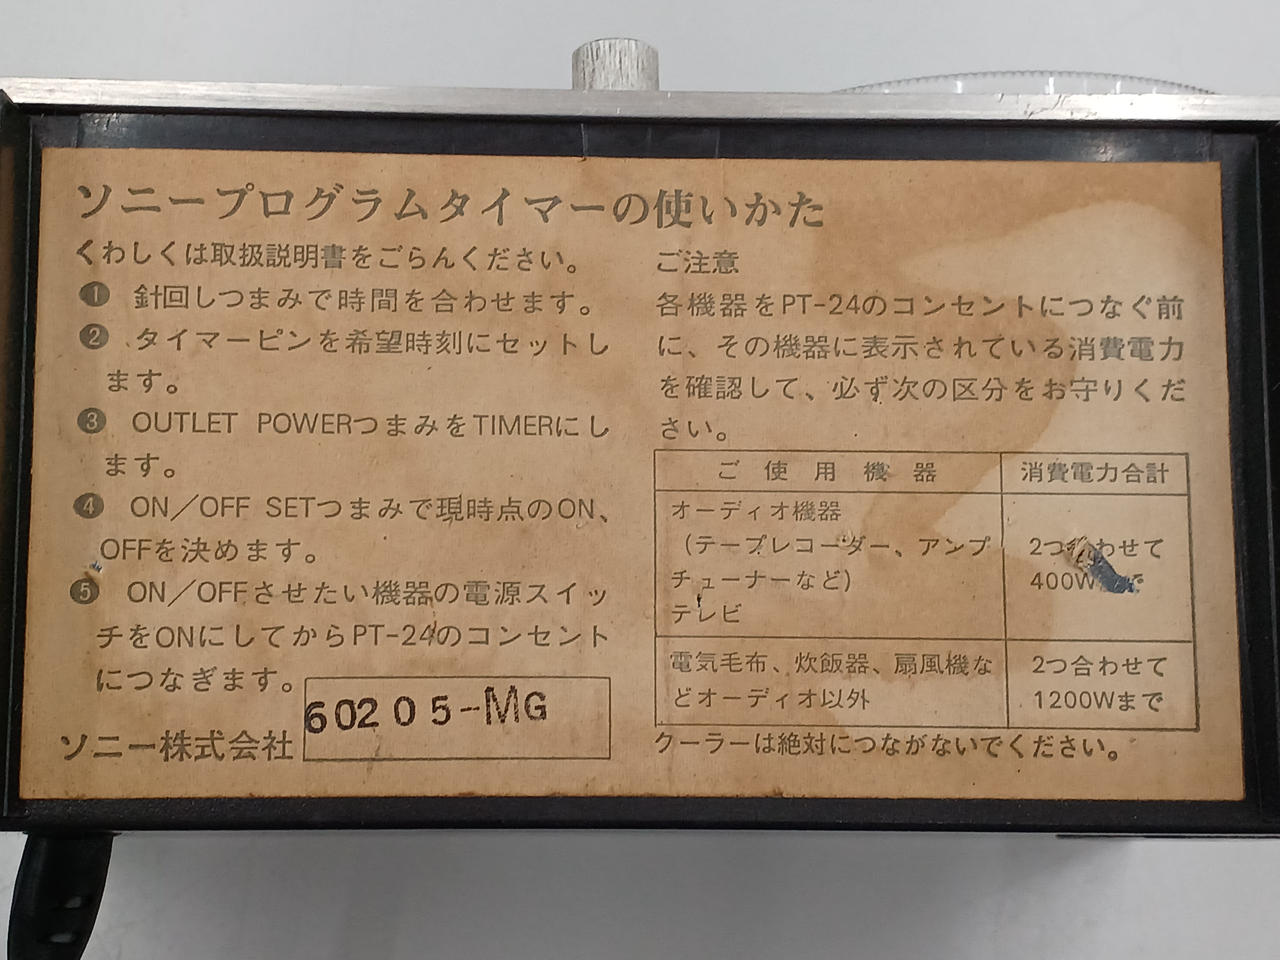 ソニープログラムタイマーの使いかた
くわしくは取扱説明書をごらんください。
❶ 針回しつまみで時間を合わせます。
❷ タイマーピンを希望時刻にセットし
ます。
❸ OUTLET POWERつまみをTIMERにし
ます。
❹ ON/OFF SETつまみで現時点のON、
OFFを決めます。
❺ ON/OFFさせたい機器の電源スイッ
チをONにしてからPT-24のコンセント
につなぎます。
60205-MG
ソニー株式会社
ご注意
各機器をPT-24のコンセントにつなぐ前
に、その機器に表示されている消費電力
を確認して、必ず次の区分をお守りくだ
さい。
ご使用機器 消費電力合計
オーディオ機器
(テープレコーダー、アンプ 2つ合わせて
チューナーなど) 400Wまで
テレビ
電気毛布、炊飯器、扇風機な 2つ合わせて
どオーディオ以外 1200Wまで
クーラーは絶対につながないでください。